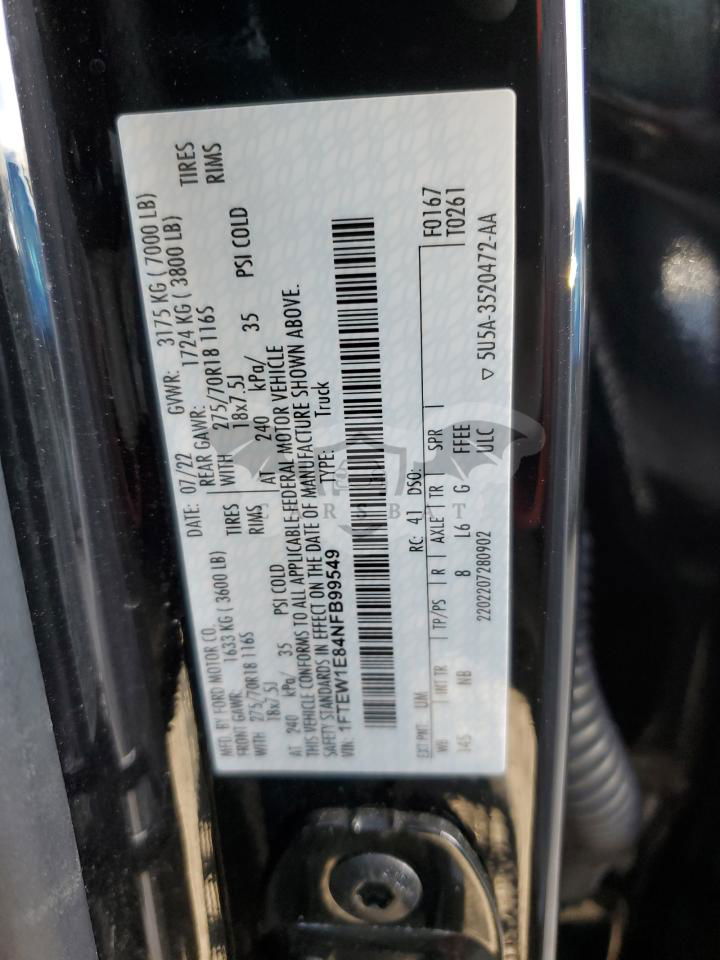 MFD. BY FORD MOTOR CO.
DATE: 07/22 GVWR: 3175 KG ( 7000 LB)
FRONT GAWR: 1633 KG ( 3600 LB) REAR GAWR: 1724 KG ( 3800 LB)
WITH 275/70R18 116S TIRES WITH 275/70R18 116S TIRES
18x7.5J RIMS 18x7.5J RIMS
AT 240 kPa/ 35 PSI COLD AT 240 kPa/ 35 PSI COLD
THIS VEHICLE CONFORMS TO ALL APPLICABLE FEDERAL MOTOR VEHICLE
SAFETY STANDARDS IN EFFECT ON THE DATE OF MANUFACTURE SHOWN ABOVE.
VIN: 1FTEW1E84NFB99549 TYPE: Truck
CARSBAT
EXT PNT: UM RC: 41 DSO: F0167
T0261
WB INT TR TP/PS R AXLE TR SPR
145 NB 8 L6 G FFEE
2202207280902 ULC ▽ 5U5A-3520472-AA